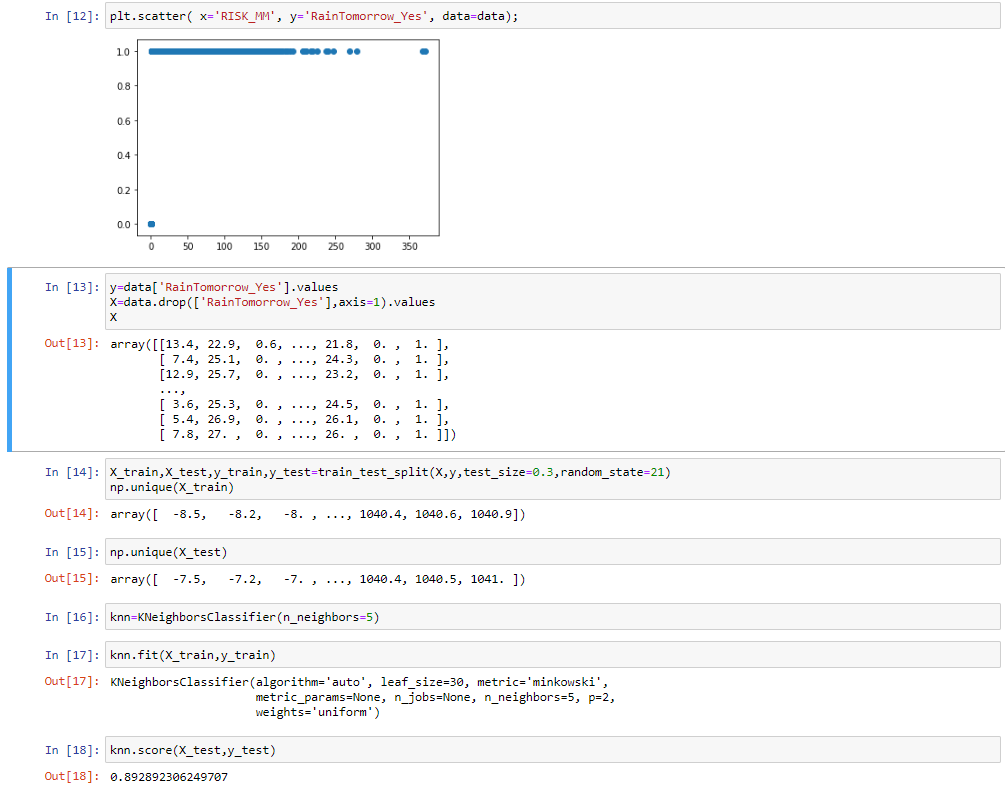 In [12]: plt.scatter( x='RISK_MM', y='RainTomorrow_Yes', data=data);
1.0
0.8
0.6
0.4
0.2
0.0
0 50 100 150 200 250 300 350
In [13]: y=data['RainTomorrow_Yes'].values
X=data.drop(['RainTomorrow_Yes'],axis=1).values
X
Out[13]: array([[13.4, 22.9,  0.6, ..., 21.8,  0. ,  1. ],
[ 7.4, 25.1,  0. , ..., 24.3,  0. ,  1. ],
[12.9, 25.7,  0. , ..., 23.2,  0. ,  1. ],
...,
[ 3.6, 25.3,  0. , ..., 24.5,  0. ,  1. ],
[ 5.4, 26.9,  0. , ..., 26.1,  0. ,  1. ],
[ 7.8, 27. ,  0. , ..., 26. ,  0. ,  1. ]])
In [14]: X_train,X_test,y_train,y_test=train_test_split(X,y,test_size=0.3,random_state=21)
np.unique(X_train)
Out[14]: array([  -8.5,   -8.2,   -8. , ..., 1040.4, 1040.6, 1040.9])
In [15]: np.unique(X_test)
Out[15]: array([  -7.5,   -7.2,   -7. , ..., 1040.4, 1040.5, 1041. ])
In [16]: knn=KNeighborsClassifier(n_neighbors=5)
In [17]: knn.fit(X_train,y_train)
Out[17]: KNeighborsClassifier(algorithm='auto', leaf_size=30, metric='minkowski',
metric_params=None, n_jobs=None, n_neighbors=5, p=2,
weights='uniform')
In [18]: knn.score(X_test,y_test)
Out[18]: 0.892892306249707